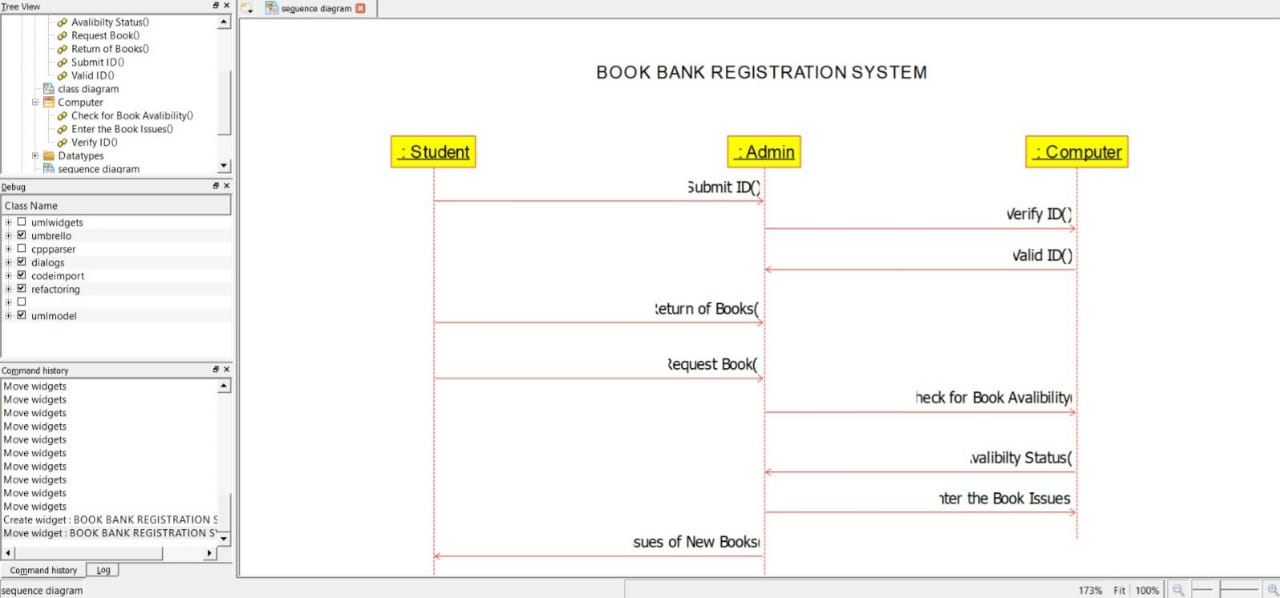 Tree View
Avalibilty Status()
Request Book()
Return of Books()
Submit ID()
Valid ID()
class diagram
Computer
Check for Book Avalibility()
Enter the Book Issues()
Verify ID()
Datatypes
sequence diagram
Debug
Class Name
umlwidgets
umbrello
cppparser
dialogs
codeimport
refactoring
umlmodel
Command history
Move widgets
Move widgets
Move widgets
Move widgets
Move widgets
Move widgets
Move widgets
Move widgets
Move widgets
Move widgets
Create widget : BOOK BANK REGISTRATION S
Move widget : BOOK BANK REGISTRATION S
Command history
Log
sequence diagram
sequence diagram
BOOK BANK REGISTRATION SYSTEM
: Student
: Admin
: Computer
Submit ID()
Verify ID()
Valid ID()
eturn of Books(
Request Book(
heck for Book Avalibility
valibilty Status(
nter the Book Issues
sues of New Books
173%
Fit
100%